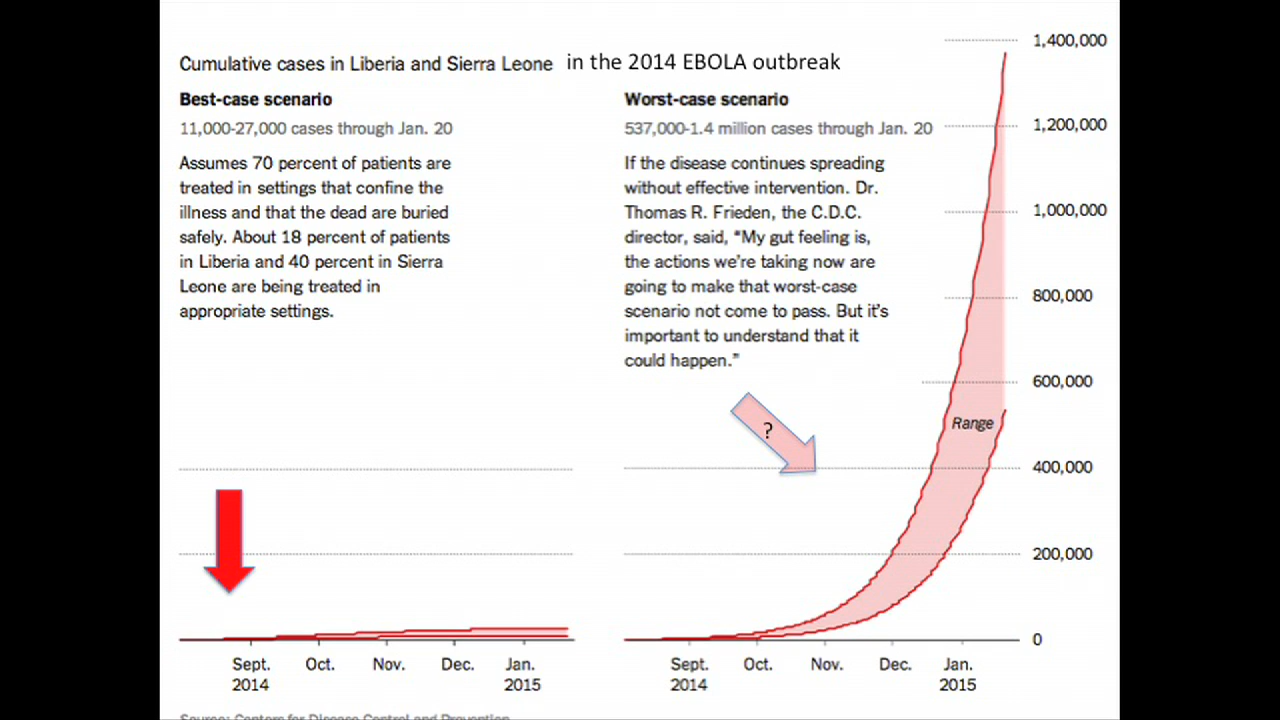 Cumulative cases in Liberia and Sierra Leone in the 2014 EBOLA outbreak
Best-case scenario
11,000-27,000 cases through Jan. 20
Assumes 70 percent of patients are
treated in settings that confine the
illness and that the dead are buried
safely. About 18 percent of patients
in Liberia and 40 percent in Sierra
Leone are being treated in
appropriate settings.
Worst-case scenario
537,000-1.4 million cases through Jan. 20
If the disease continues spreading
without effective intervention. Dr.
Thomas R. Frieden, the C.D.C.
director, said, “My gut feeling is,
the actions we’re taking now are
going to make that worst-case
scenario not come to pass. But it’s
important to understand that it
could happen.”
?
Range
1,400,000
1,200,000
1,000,000
800,000
600,000
400,000
200,000
0
Sept. Oct. Nov. Dec. Jan.
2014 2015
Sept. Oct. Nov. Dec. Jan.
2014 2015
Source: Centers for Disease Control and Prevention